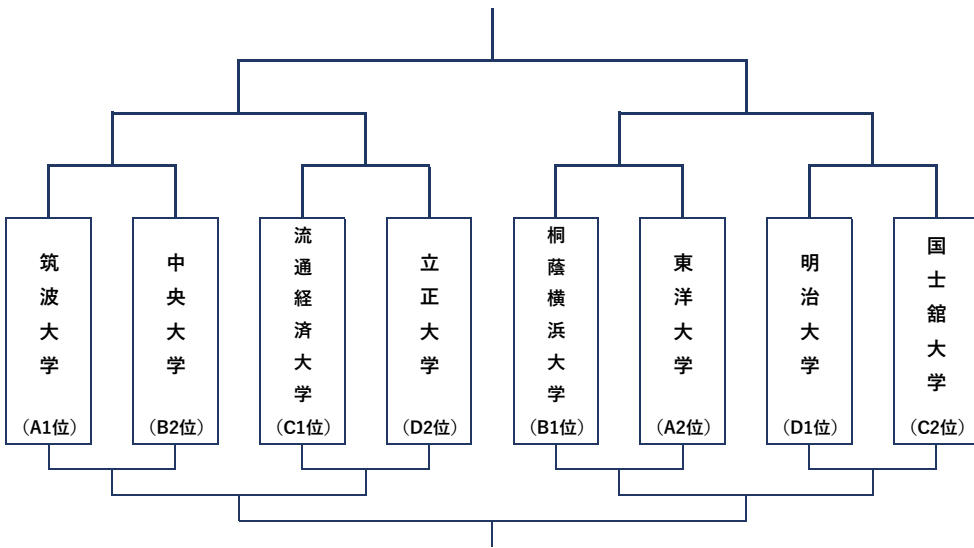 筑波大学
（A1位）
中央大学
（B2位）
流通経済大学
（C1位）
立正大学
（D2位）
桐蔭横浜大学
（B1位）
東洋大学
（A2位）
明治大学
（D1位）
国士舘大学
（C2位）